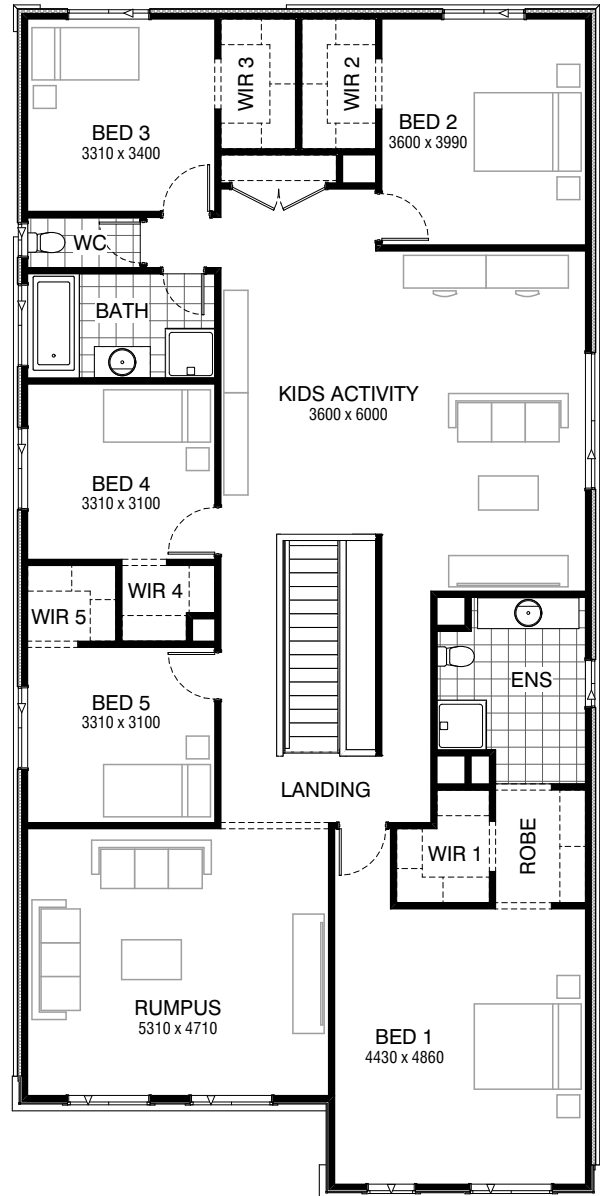 WIR 3
WIR 2
BED 3
3310 x 3400
BED 2
3600 x 3990
WC
BATH
KIDS ACTIVITY
3600 x 6000
BED 4
3310 x 3100
WIR 4
WIR 5
ENS
BED 5
3310 x 3100
LANDING
WIR 1
ROBE
RUMPUS
5310 x 4710
BED 1
4430 x 4860